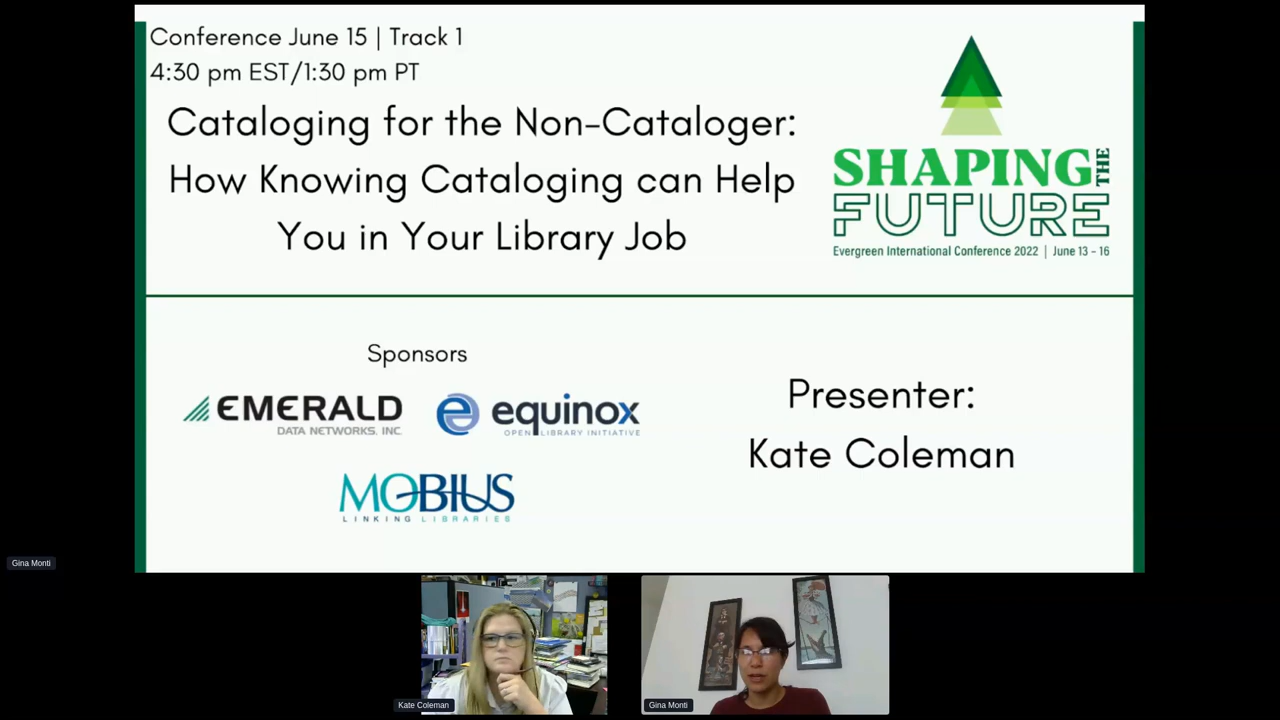 Conference June 15 | Track 1
4:30 pm EST/1:30 pm PT
Cataloging for the Non-Cataloger:
How Knowing Cataloging can Help
You in Your Library Job
SHAPING THE
FUTURE
Evergreen International Conference 2022 | June 13 - 16
Sponsors
EMERALD
DATA NETWORKS, INC.
equinox
OPEN LIBRARY INITIATIVE
MOBIUS
LINKING LIBRARIES
Presenter:
Kate Coleman
Gina Monti
Kate Coleman
Gina Monti